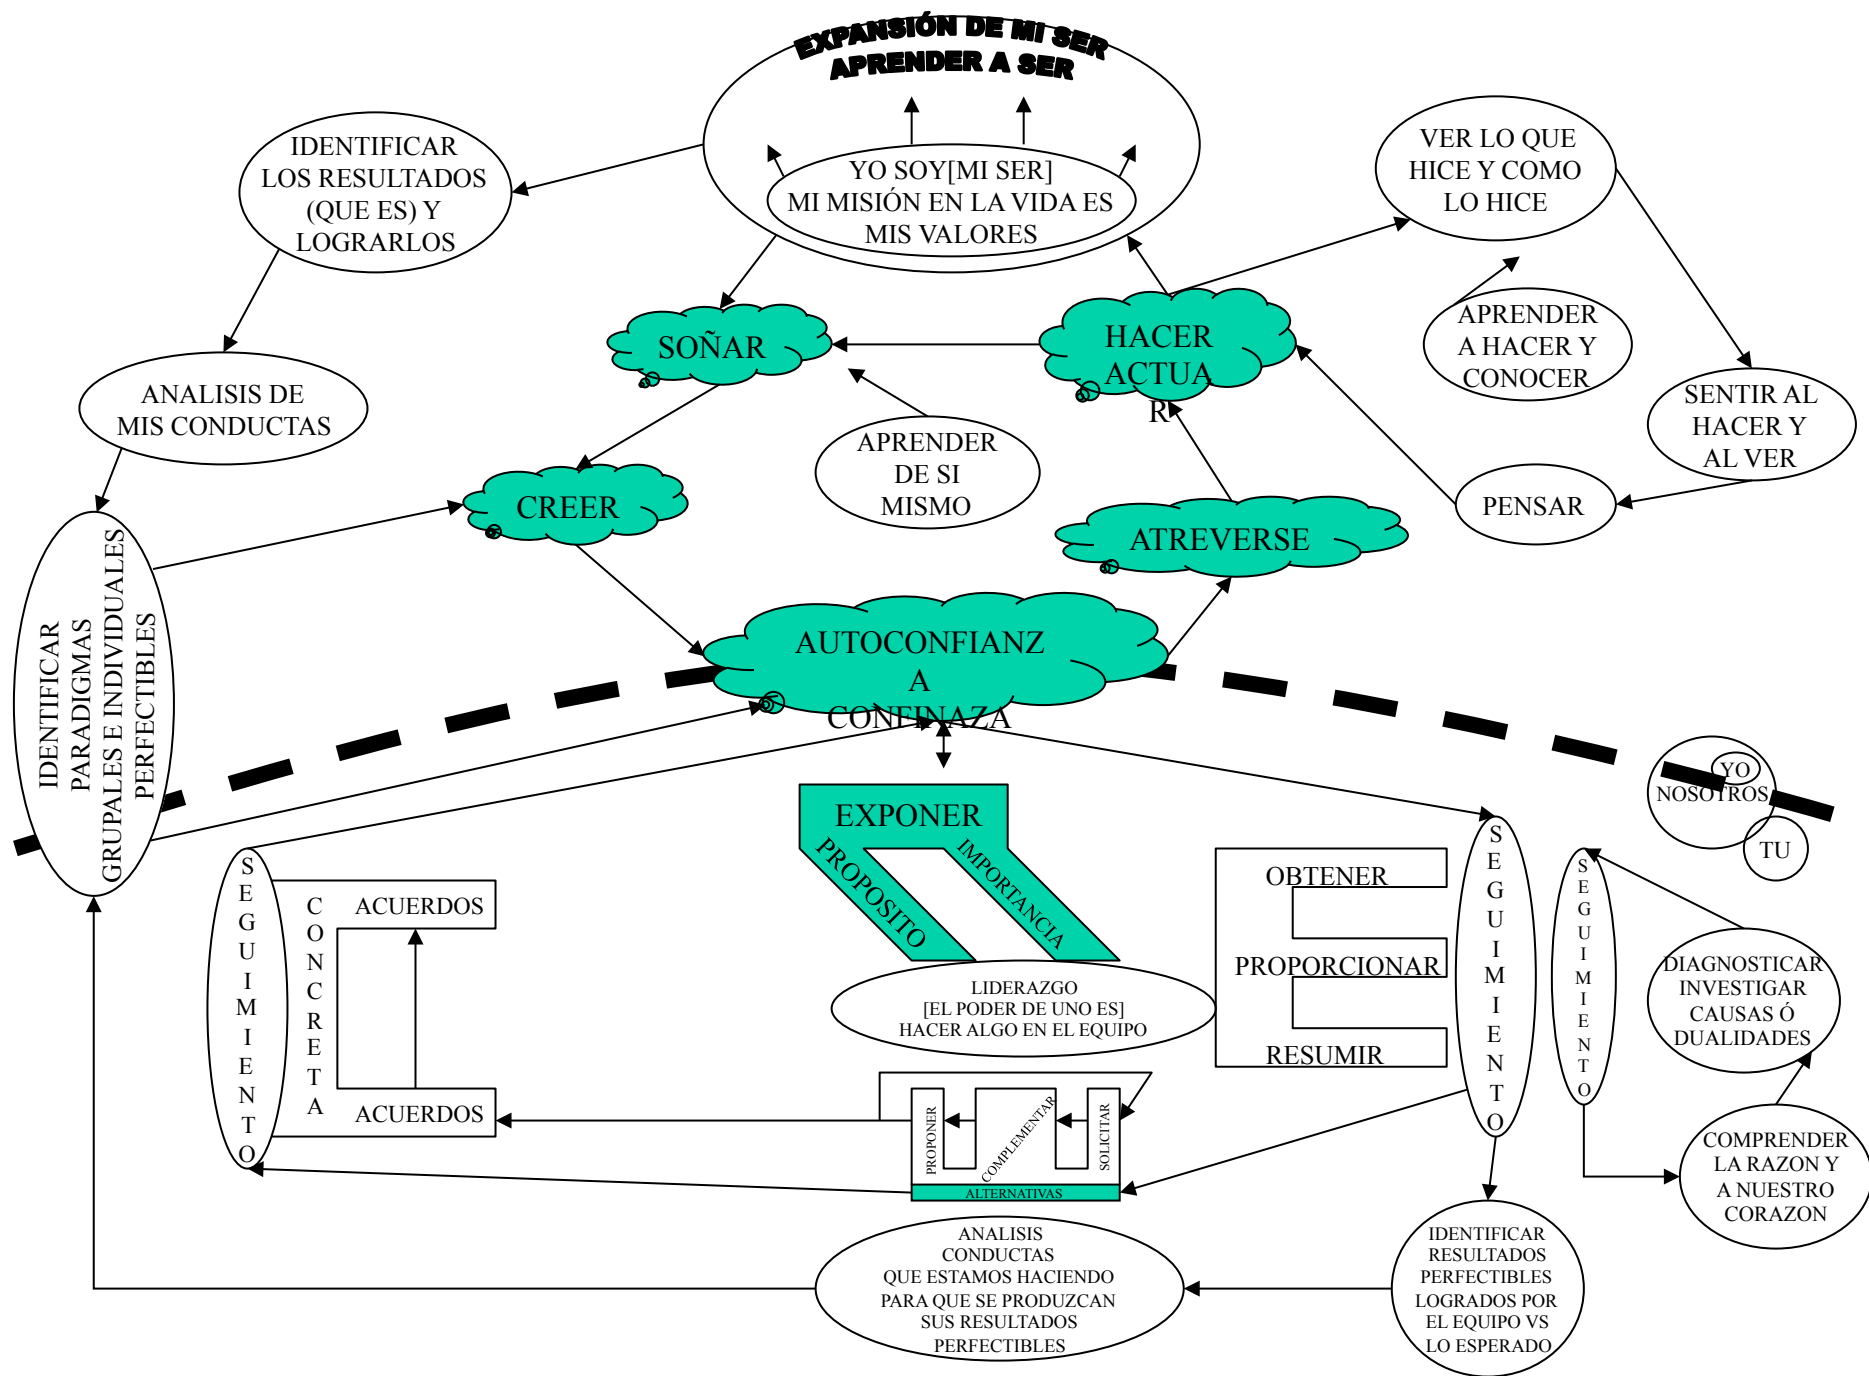 EXPANSIÓN DE MI SER
APRENDER A SER
YO SOY[MI SER]
MI MISIÓN EN LA VIDA ES
MIS VALORES
IDENTIFICAR
LOS RESULTADOS
(QUE ES) Y
LOGRARLOS
VER LO QUE
HICE Y COMO
LO HICE
ANALISIS DE
MIS CONDUCTAS
SOÑAR
HACER
ACTUA
R
APRENDER
A HACER Y
CONOCER
SENTIR AL
HACER Y
AL VER
APRENDER
DE SI
MISMO
CREER
PENSAR
ATREVERSE
IDENTIFICAR
PARADIGMAS
GRUPALES E INDIVIDUALES
PERFECTIBLES
AUTOCONFIANZ
A
CONFINAZA
YO
NOSOTROS
TU
EXPONER
PROPOSITO
IMPORTANCIA
LIDERAZGO
[EL PODER DE UNO ES]
HACER ALGO EN EL EQUIPO
SEGUIMIENTO
CONCRETA
ACUERDOS
ACUERDOS
OBTENER
PROPORCIONAR
RESUMIR
SEGUIMIENTO
SEGUIMIENTO
DIAGNOSTICAR
INVESTIGAR
CAUSAS Ó
DUALIDADES
COMPRENDER
LA RAZON Y
A NUESTRO
CORAZON
PROPONER
COMPLEMENTAR
SOLICITAR
ALTERNATIVAS
ANALISIS
CONDUCTAS
QUE ESTAMOS HACIENDO
PARA QUE SE PRODUZCAN
SUS RESULTADOS
PERFECTIBLES
IDENTIFICAR
RESULTADOS
PERFECTIBLES
LOGRADOS POR
EL EQUIPO VS
LO ESPERADO